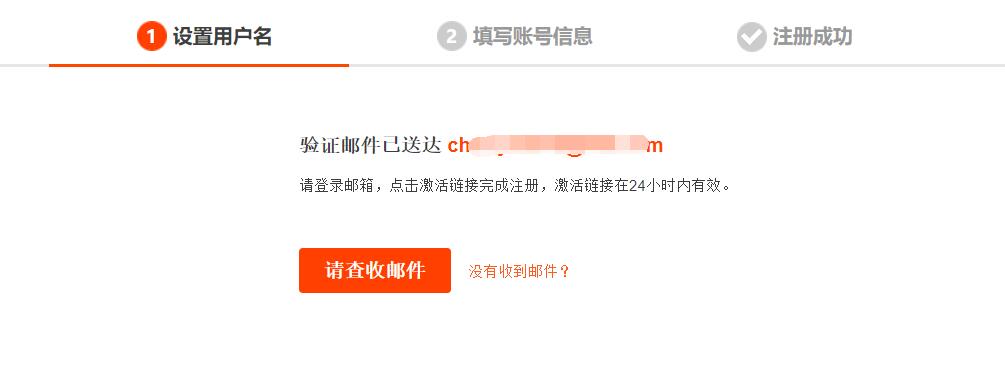 1 设置用户名
2 填写账号信息
注册成功
验证邮件已送达
请登录邮箱，点击激活链接完成注册，激活链接在24小时内有效。
请查收邮件
没有收到邮件？